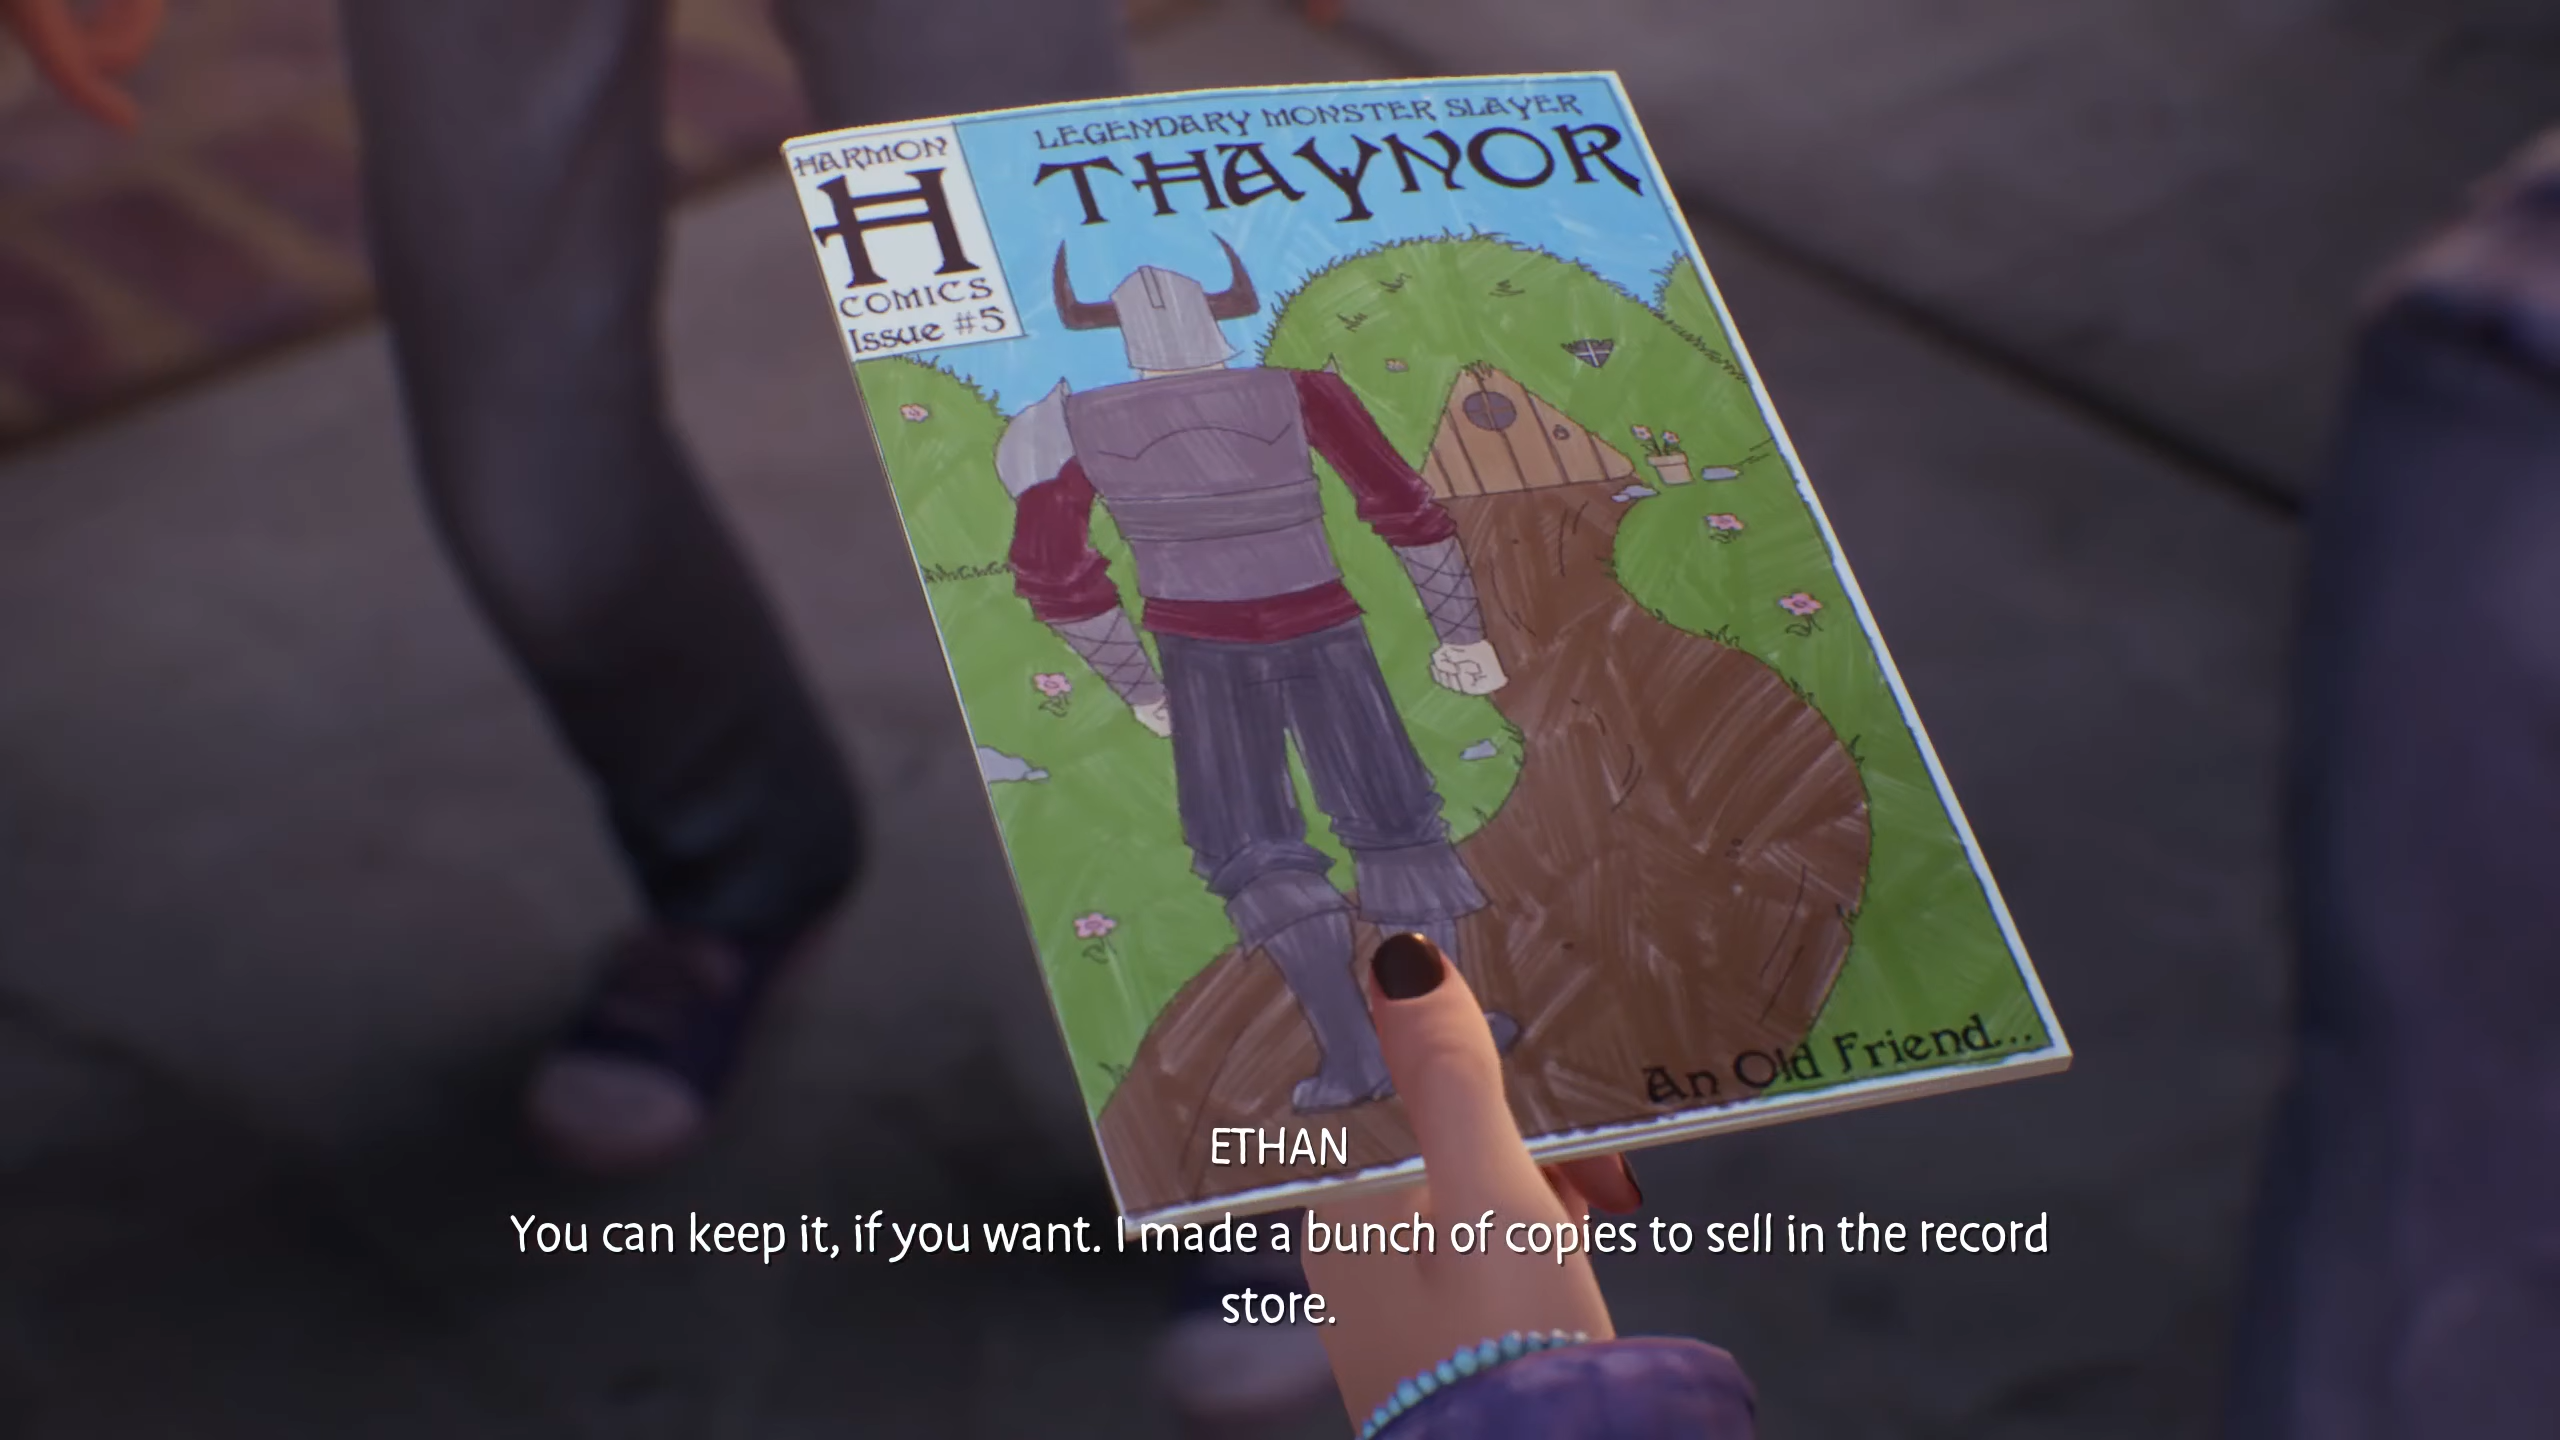 HARMON
H
COMICS
Issue #5
LEGENDARY MONSTER SLAYER
THAYNOR
An Old Friend...
ETHAN
You can keep it, if you want. I made a bunch of copies to sell in the record
store.